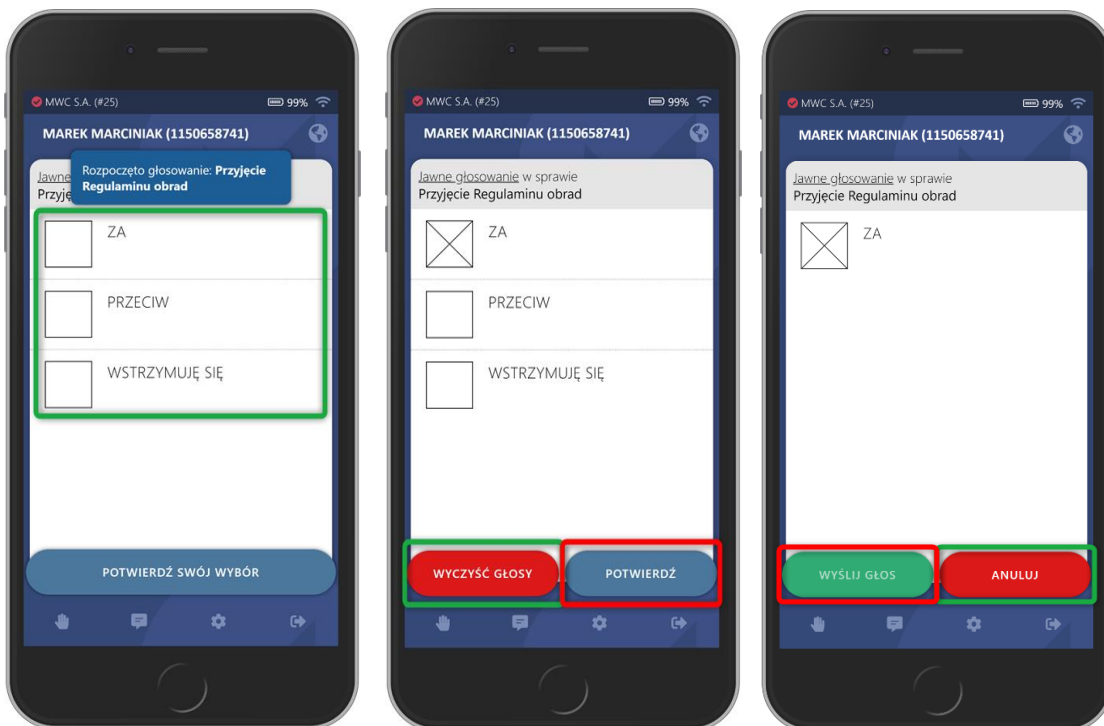 MWC S.A. (#25) 99%
MAREK MARCINIAK (1150658741)
Jawne
Rozpoczęto głosowanie: Przyjęcie
Regulaminu obrad
Przyję
ZA
PRZECIW
WSTRZYMUJĘ SIĘ
POTWIERDŹ SWÓJ WYBÓR
MWC S.A. (#25) 99%
MAREK MARCINIAK (1150658741)
Jawne głosowanie w sprawie
Przyjęcie Regulaminu obrad
ZA
PRZECIW
WSTRZYMUJĘ SIĘ
WYCZYŚĆ GŁOSY POTWIERDŹ
MWC S.A. (#25) 99%
MAREK MARCINIAK (1150658741)
Jawne głosowanie w sprawie
Przyjęcie Regulaminu obrad
ZA
WYŚLIJ GŁOS ANULUJ